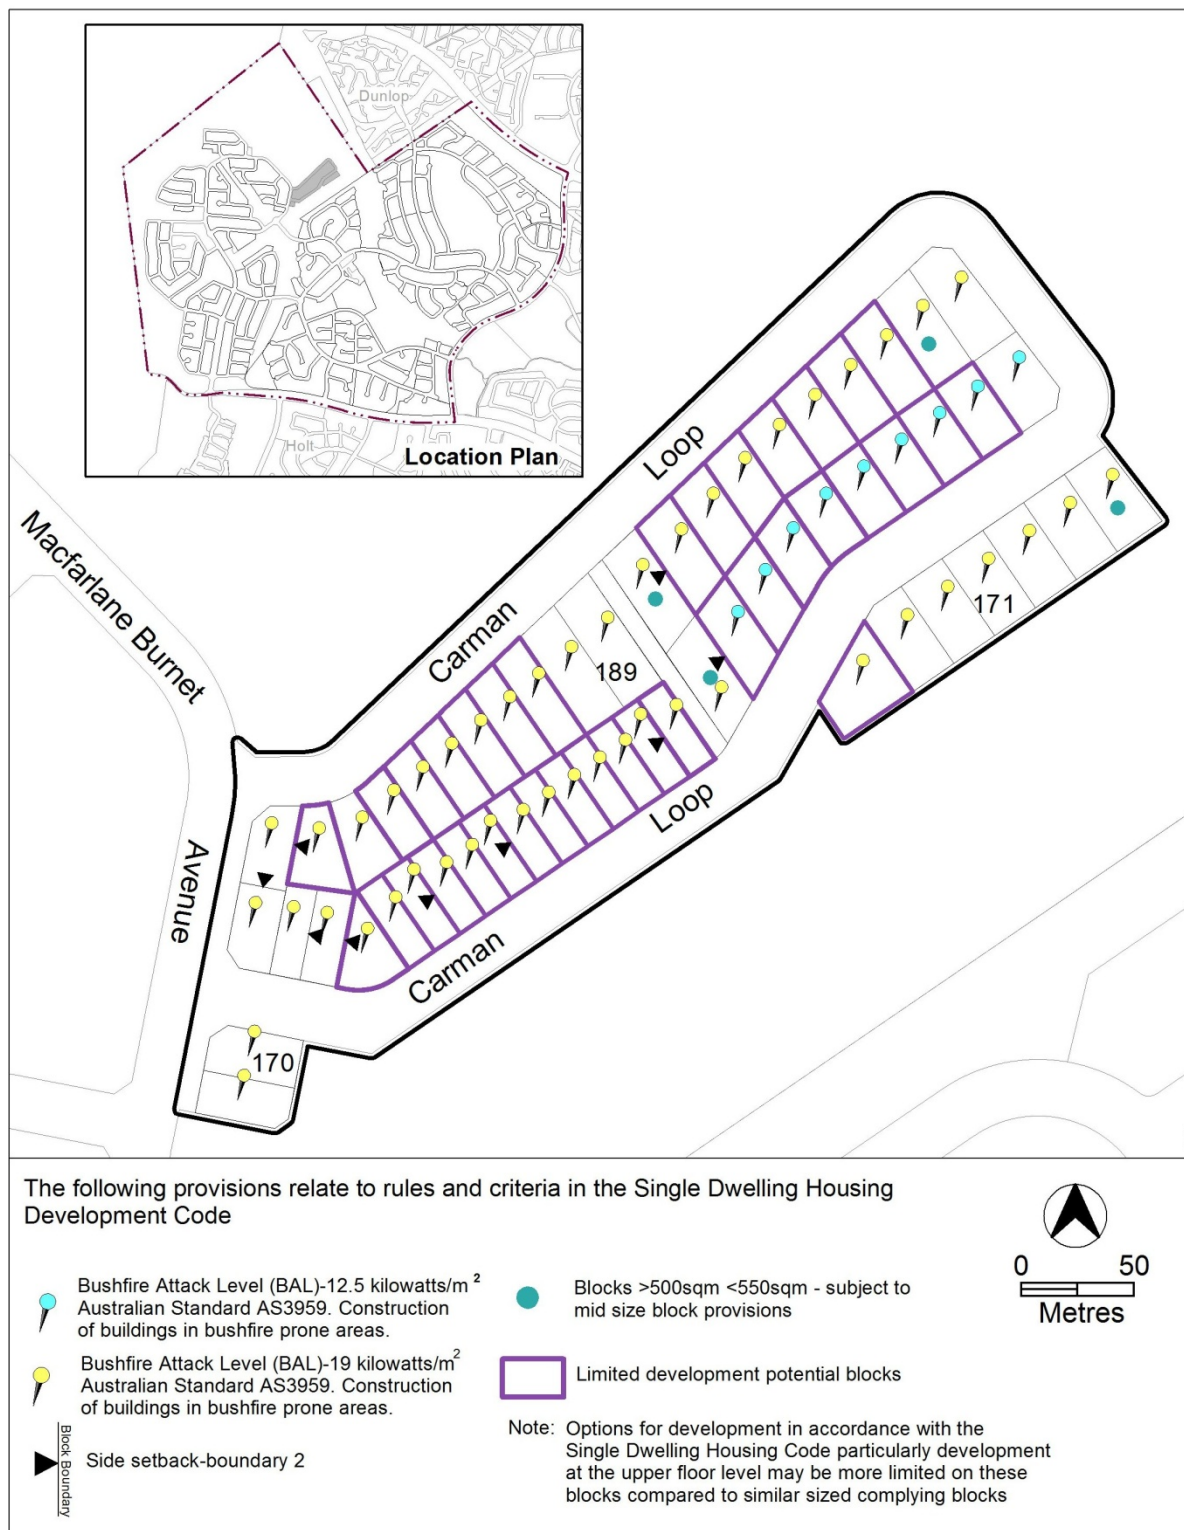 Dunlop
Holt
Location Plan
Macfarlane Burnet
Avenue
Carman
Loop
Carman
Loop
189
171
170
The following provisions relate to rules and criteria in the Single Dwelling Housing
Development Code
Bushfire Attack Level (BAL)-12.5 kilowatts/m 2
Australian Standard AS3959. Construction
of buildings in bushfire prone areas.
Bushfire Attack Level (BAL)-19 kilowatts/m2
Australian Standard AS3959. Construction
of buildings in bushfire prone areas.
Block Boundary
Side setback-boundary 2
Blocks >500sqm <550sqm - subject to
mid size block provisions
Limited development potential blocks
Note: Options for development in accordance with the
Single Dwelling Housing Code particularly development
at the upper floor level may be more limited on these
blocks compared to similar sized complying blocks
0 50
Metres